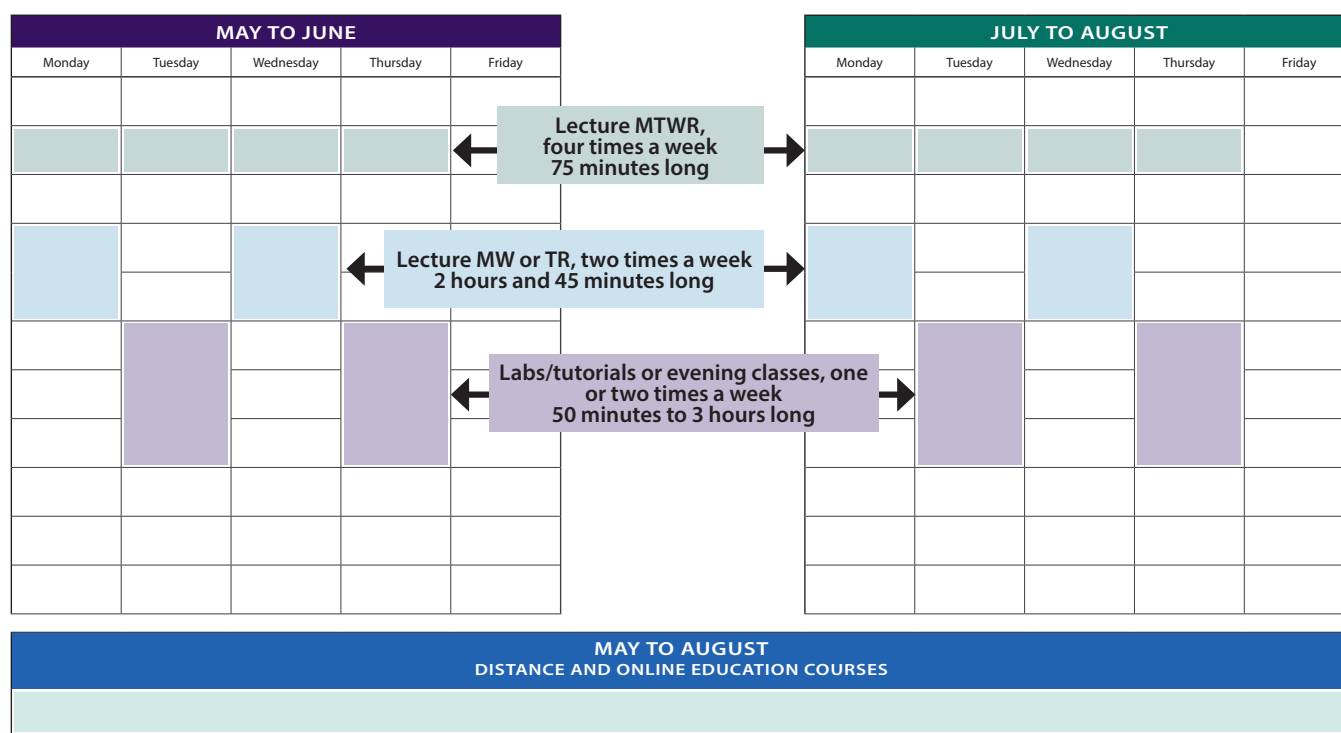 MAY TO JUNE
Monday Tuesday Wednesday Thursday Friday
JULY TO AUGUST
Monday Tuesday Wednesday Thursday Friday
Lecture MTWR,
four times a week
75 minutes long
Lecture MW or TR, two times a week
2 hours and 45 minutes long
Labs/tutorials or evening classes, one
or two times a week
50 minutes to 3 hours long
MAY TO AUGUST
DISTANCE AND ONLINE EDUCATION COURSES